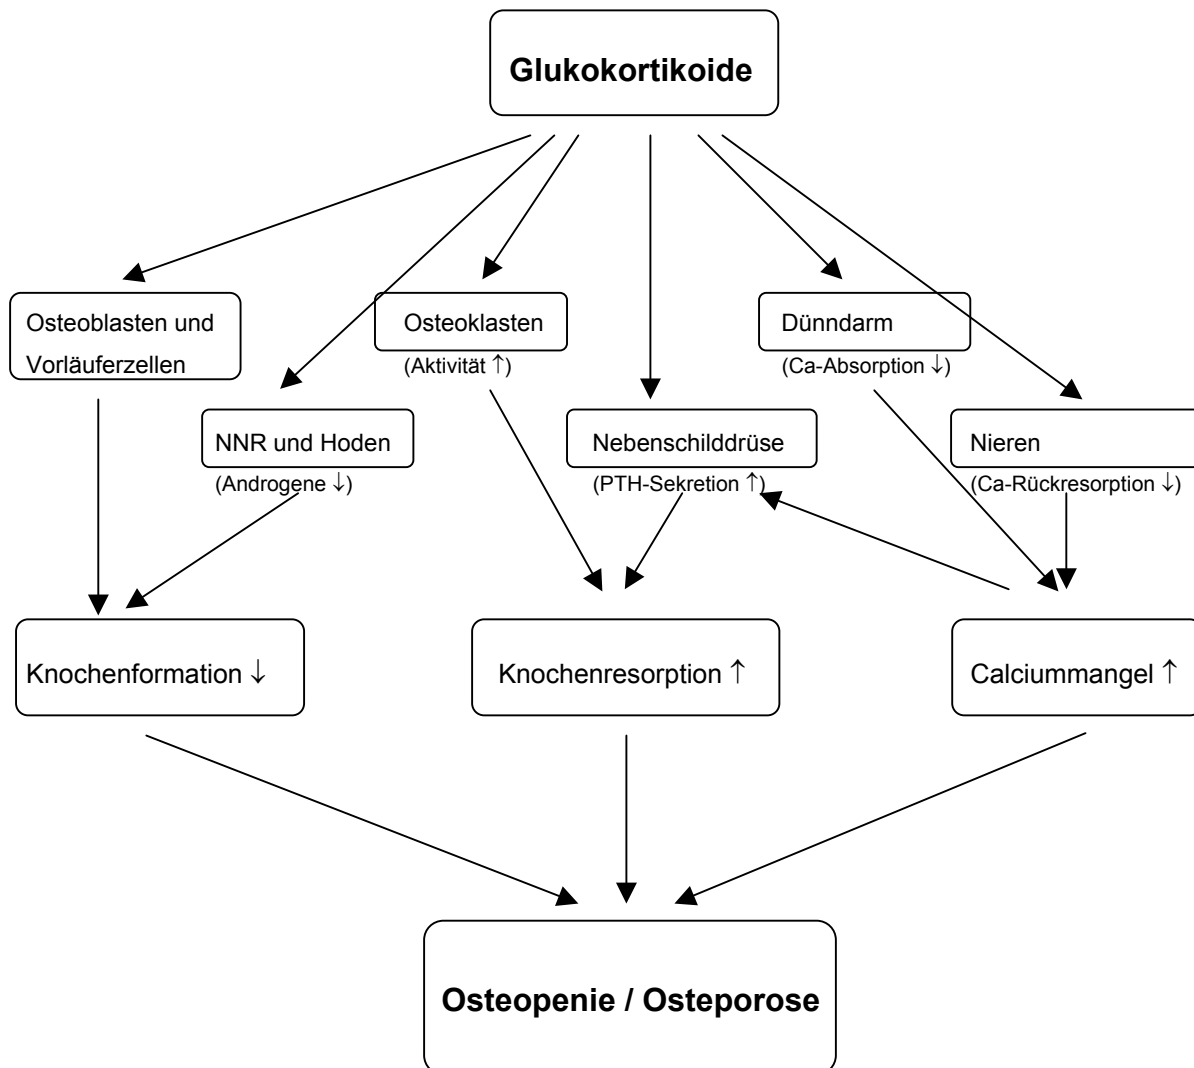 Glukokortikoide
Osteoblasten und
Vorläuferzellen
Osteoklasten
(Aktivität ↑)
Dünndarm
(Ca-Absorption ↓)
NNR und Hoden
(Androgene ↓)
Nebenschilddrüse
(PTH-Sekretion ↑)
Nieren
(Ca-Rückresorption ↓)
Knochenformation ↓
Knochenresorption ↑
Calciummangel ↑
Osteopenie / Osteporose